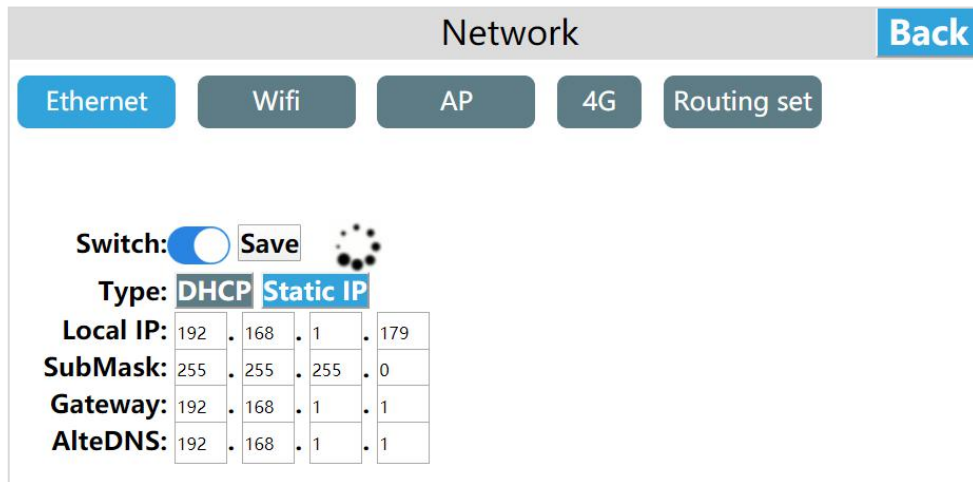 Network Back
Ethernet Wifi AP 4G Routing set
Switch: Save
Type: DHCP Static IP
Local IP: 192 . 168 . 1 . 179
SubMask: 255 . 255 . 255 . 0
Gateway: 192 . 168 . 1 . 1
AlteDNS: 192 . 168 . 1 . 1